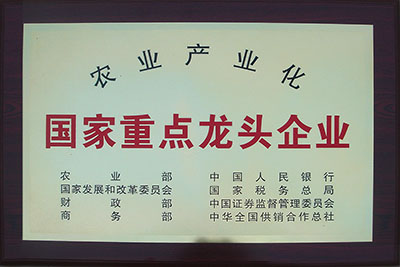 农业产业化
国家重点龙头企业
农业部 中国人民银行
国家发展和改革委员会 国家税务总局
财政部 中国证券监督管理委员会
商务部 中华全国供销合作总社